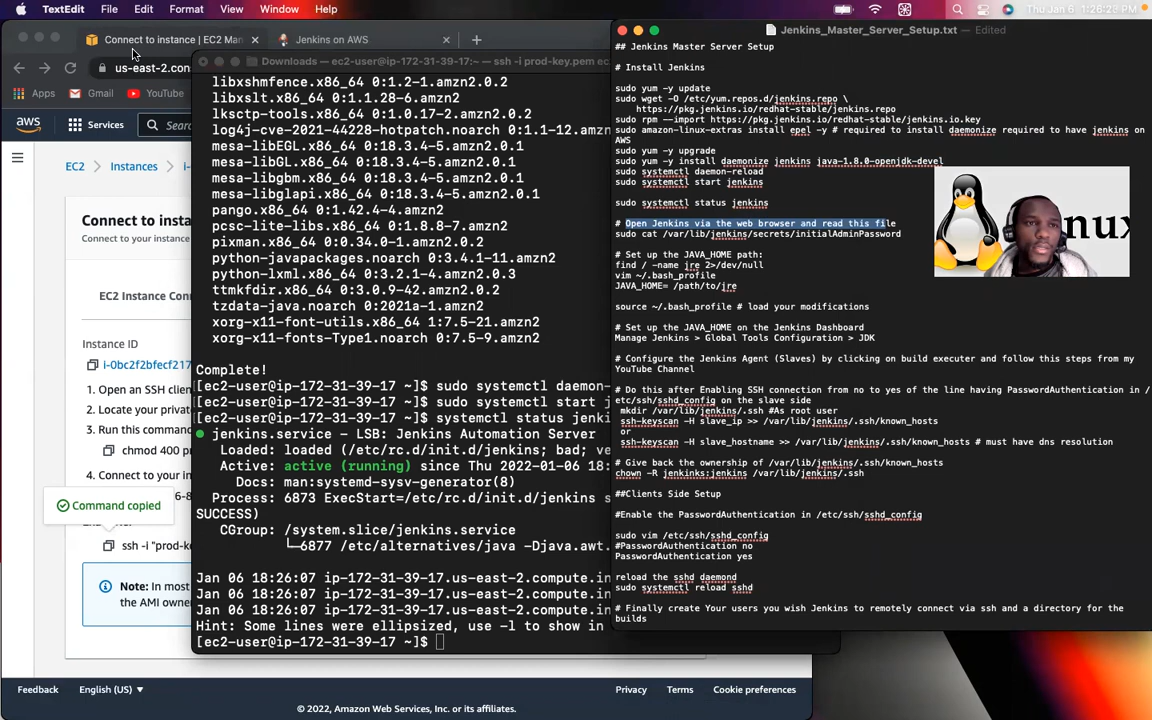 TextEdit File Edit Format View Window Help Thu Jan 6 1:26:23 PM
Connect to instance | EC2 Man
Jenkins on AWS
us-east-2.con
Apps Gmail YouTube
aws Services Sear
EC2 Instances i-
Connect to insta
Connect to your instanc
EC2 Instance Conn
Instance ID
i-0bc2f2bfecf217
1. Open an SSH clien
2. Locate your privat
3. Run this command
chmod 400 pr
4. Connect to your in
6-8
Command copied
ssh -i "prod-ke
Note: In most
the AMI owne
Feedback English (US)
Privacy Terms Cookie preferences
© 2022, Amazon Web Services, Inc. or its affiliates.
Downloads — ec2-user@ip-172-31-39-17:~ — ssh -i prod-key.pem ec
libxshmfence.x86_64 0:1.2-1.amzn2.0.2
libxslt.x86_64 0:1.1.28-6.amzn2
lksctp-tools.x86_64 0:1.0.17-2.amzn2.0.2
log4j-cve-2021-44228-hotpatch.noarch 0:1.1-12.amzn
mesa-libEGL.x86_64 0:18.3.4-5.amzn2.0.1
mesa-libGL.x86_64 0:18.3.4-5.amzn2.0.1
mesa-libgbm.x86_64 0:18.3.4-5.amzn2.0.1
mesa-libglapi.x86_64 0:18.3.4-5.amzn2.0.1
pango.x86_64 0:1.42.4-4.amzn2
pcsc-lite-libs.x86_64 0:1.8.8-7.amzn2
pixman.x86_64 0:0.34.0-1.amzn2.0.2
python-javapackages.noarch 0:3.4.1-11.amzn2
python-lxml.x86_64 0:3.2.1-4.amzn2.0.3
ttmkfdir.x86_64 0:3.0.9-42.amzn2.0.2
tzdata-java.noarch 0:2021a-1.amzn2
xorg-x11-font-utils.x86_64 1:7.5-21.amzn2
xorg-x11-fonts-Type1.noarch 0:7.5-9.amzn2
Complete!
[ec2-user@ip-172-31-39-17 ~]$ sudo systemctl daemon-
[ec2-user@ip-172-31-39-17 ~]$ sudo systemctl start j
[ec2-user@ip-172-31-39-17 ~]$ systemctl status jenki
● jenkins.service - LSB: Jenkins Automation Server
Loaded: loaded (/etc/rc.d/init.d/jenkins; bad; ve
Active: active (running) since Thu 2022-01-06 18:
Docs: man:systemd-sysv-generator(8)
Process: 6873 ExecStart=/etc/rc.d/init.d/jenkins s
SUCCESS)
CGroup: /system.slice/jenkins.service
└─6877 /etc/alternatives/java -Djava.awt.
Jan 06 18:26:07 ip-172-31-39-17.us-east-2.compute.in
Jan 06 18:26:07 ip-172-31-39-17.us-east-2.compute.in
Jan 06 18:26:07 ip-172-31-39-17.us-east-2.compute.in
Hint: Some lines were ellipsized, use -l to show in
[ec2-user@ip-172-31-39-17 ~]$
Jenkins_Master_Server_Setup.txt — Edited
## Jenkins Master Server Setup
# Install Jenkins
sudo yum -y update
sudo wget -O /etc/yum.repos.d/jenkins.repo \
https://pkg.jenkins.io/redhat-stable/jenkins.repo
sudo rpm --import https://pkg.jenkins.io/redhat-stable/jenkins.io.key
sudo amazon-linux-extras install epel -y # required to install daemonize required to have jenkins on
AWS
sudo yum -y upgrade
sudo yum -y install daemonize jenkins java-1.8.0-openjdk-devel
sudo systemctl daemon-reload
sudo systemctl start jenkins
sudo systemctl status jenkins
# Open Jenkins via the web browser and read this file
sudo cat /var/lib/jenkins/secrets/initialAdminPassword
# Set up the JAVA_HOME path:
find / -name jre 2>/dev/null
vim ~/.bash_profile
JAVA_HOME= /path/to/jre
source ~/.bash_profile # load your modifications
# Set up the JAVA_HOME on the Jenkins Dashboard
Manage Jenkins > Global Tools Configuration > JDK
# Configure the Jenkins Agent (Slaves) by clicking on build executer and follow this steps from my
YouTube Channel
# Do this after Enabling SSH connection from no to yes of the line having PasswordAuthentication in /
etc/ssh/sshd_config on the slave side
mkdir /var/lib/jenkins/.ssh #As root user
ssh-keyscan -H slave_ip >> /var/lib/jenkins/.ssh/known_hosts
or
ssh-keyscan -H slave_hostname >> /var/lib/jenkins/.ssh/known_hosts # must have dns resolution
# Give back the ownership of /var/lib/jenkins/.ssh/known_hosts
chown -R jenkinks:jenkins /var/lib/jenkins/.ssh
##Clients Side Setup
#Enable the PasswordAuthentication in /etc/ssh/sshd_config
sudo vim /etc/ssh/sshd_config
#PasswordAuthentication no
PasswordAuthentication yes
reload the sshd daemond
sudo systemctl reload sshd
# Finally create Your users you wish Jenkins to remotely connect via ssh and a directory for the
builds